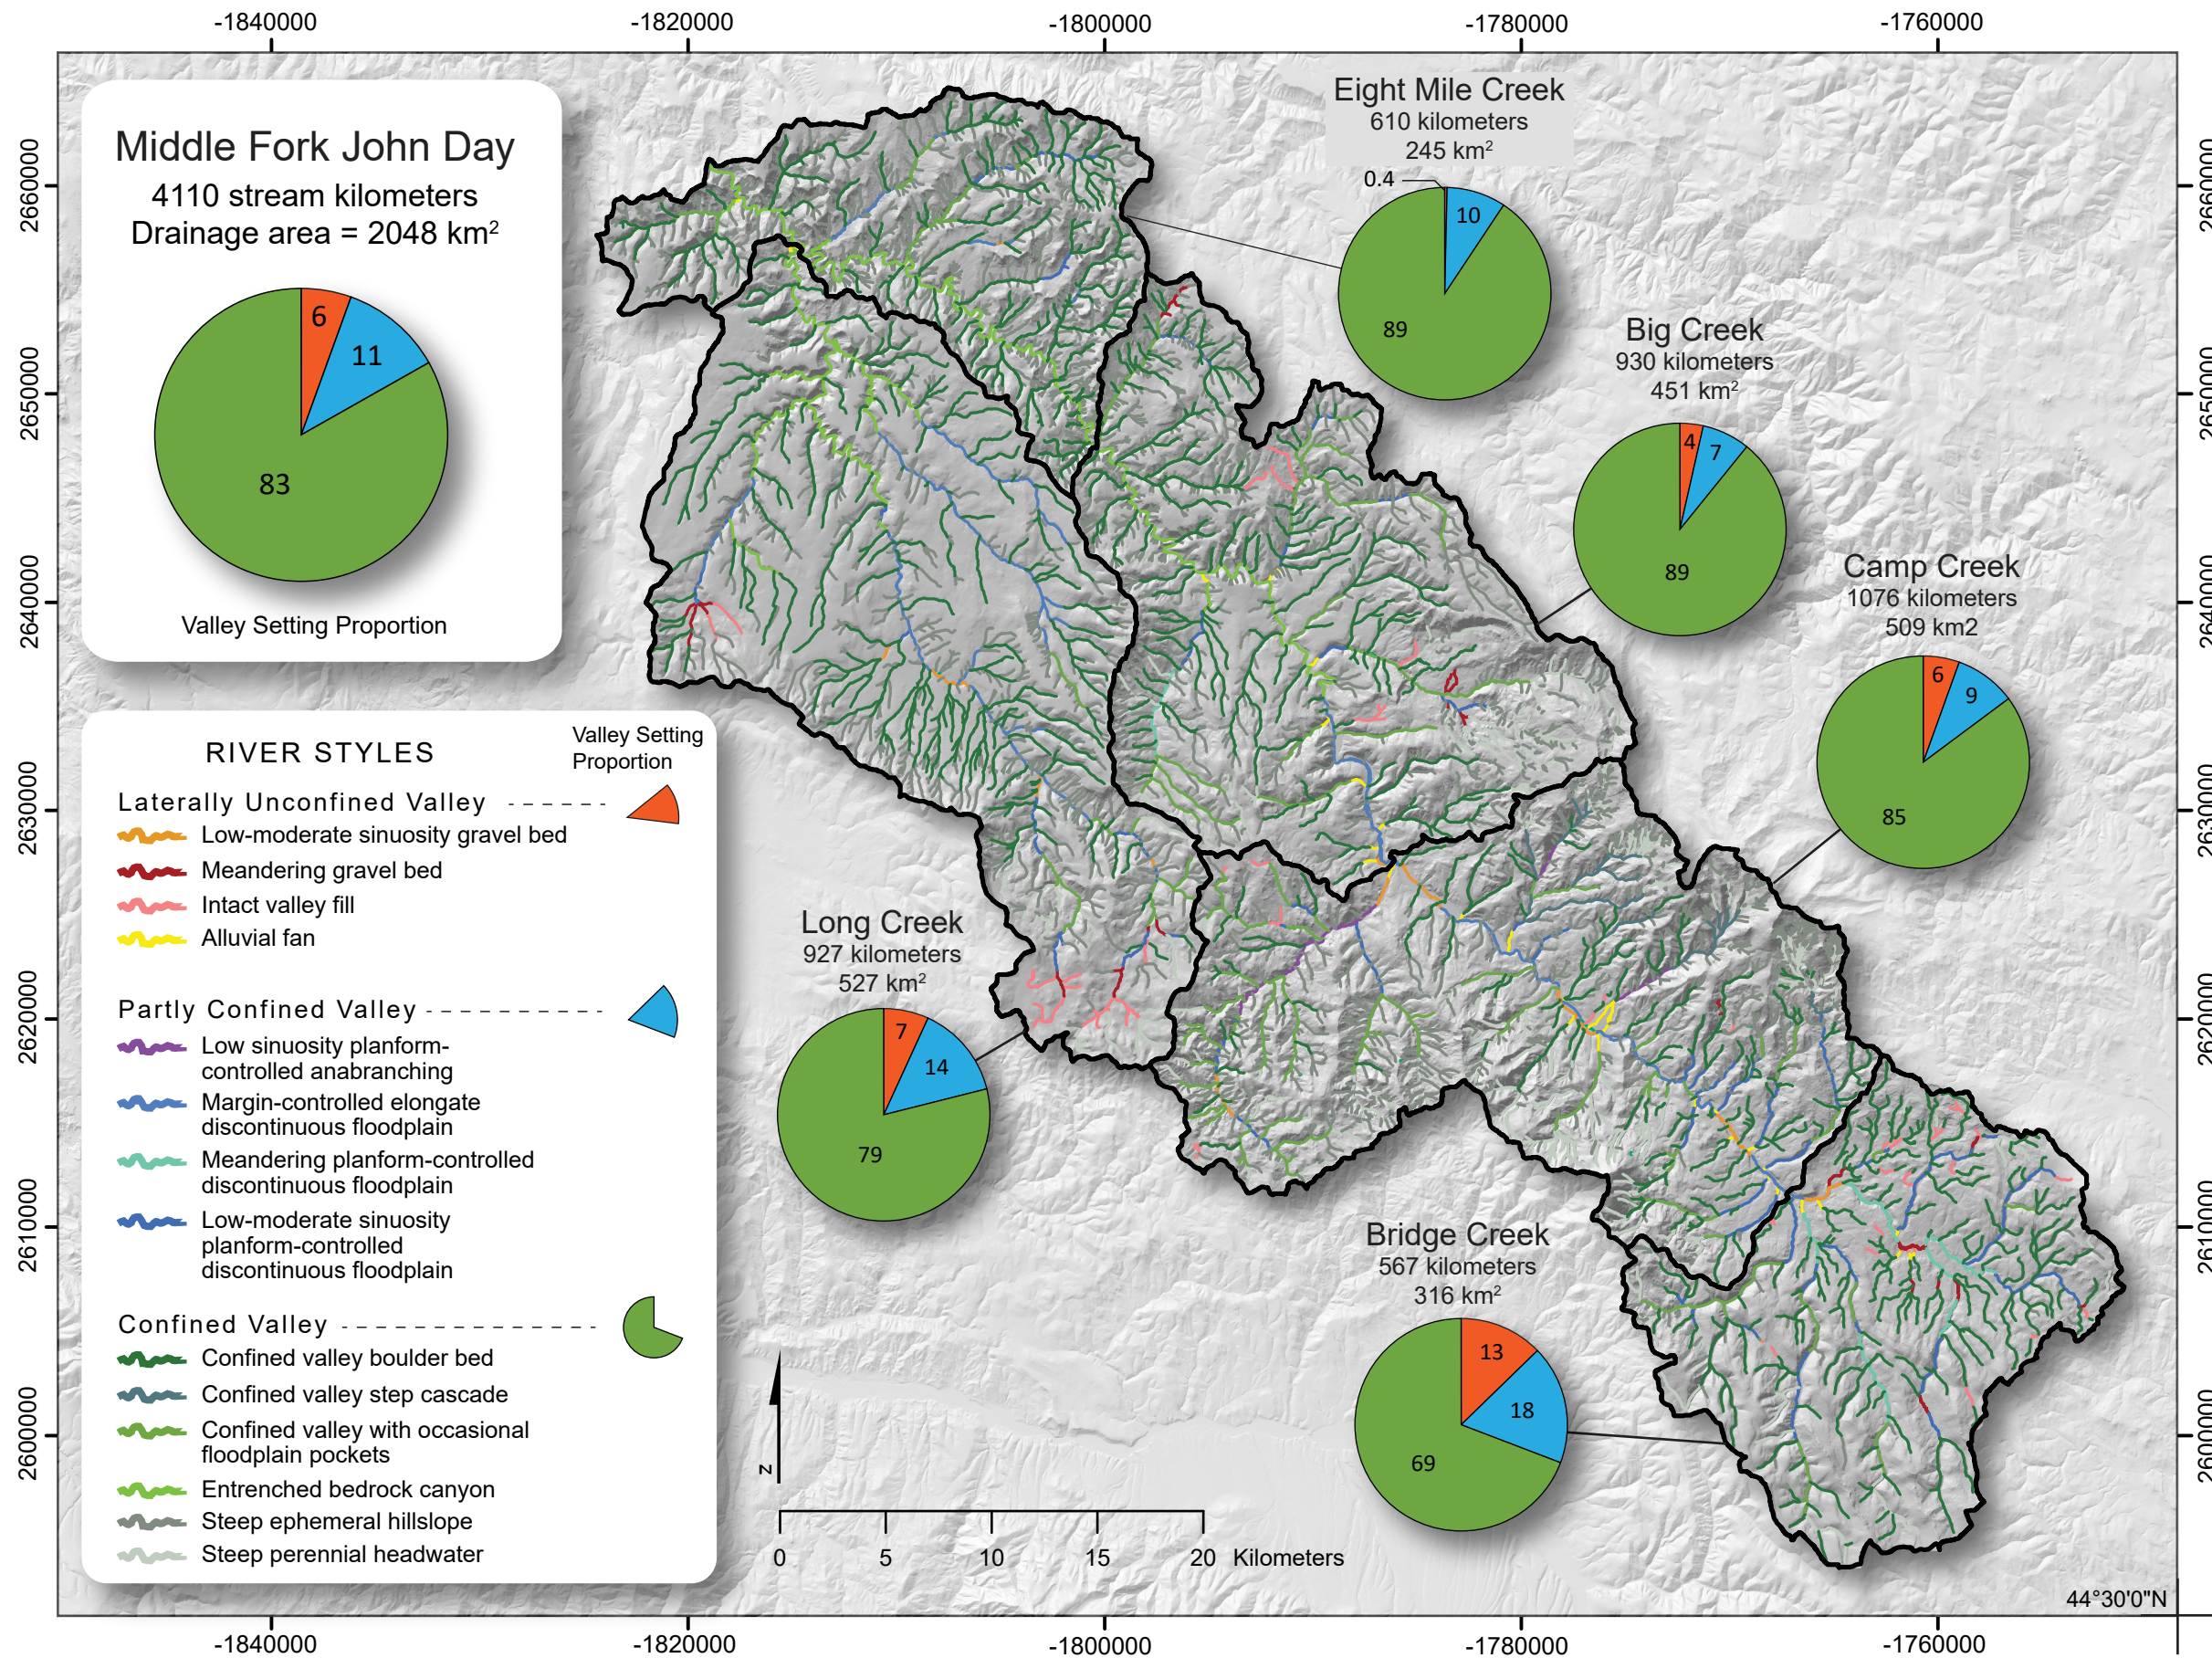 -1840000
-1820000
-1800000
-1780000
-1760000
2660000
2650000
2640000
2630000
2620000
2610000
2600000
Middle Fork John Day
4110 stream kilometers
Drainage area = 2048 km²
6
11
83
Valley Setting Proportion
RIVER STYLES
Valley Setting
Proportion
Laterally Unconfined Valley
Low-moderate sinuosity gravel bed
Meandering gravel bed
Intact valley fill
Alluvial fan
Partly Confined Valley
Low sinuosity planform-
controlled anabranching
Margin-controlled elongate
discontinuous floodplain
Meandering planform-controlled
discontinuous floodplain
Low-moderate sinuosity
planform-controlled
discontinuous floodplain
Confined Valley
Confined valley boulder bed
Confined valley step cascade
Confined valley with occasional
floodplain pockets
Entrenched bedrock canyon
Steep ephemeral hillslope
Steep perennial headwater
Eight Mile Creek
610 kilometers
245 km²
0.4
10
89
Big Creek
930 kilometers
451 km²
4
7
89
Camp Creek
1076 kilometers
509 km2
6
9
85
Long Creek
927 kilometers
527 km²
7
14
79
Bridge Creek
567 kilometers
316 km²
13
18
69
N
0 5 10 15 20 Kilometers
44°30'0"N
2660000
2650000
2640000
2630000
2620000
2610000
2600000
-1840000
-1820000
-1800000
-1780000
-1760000